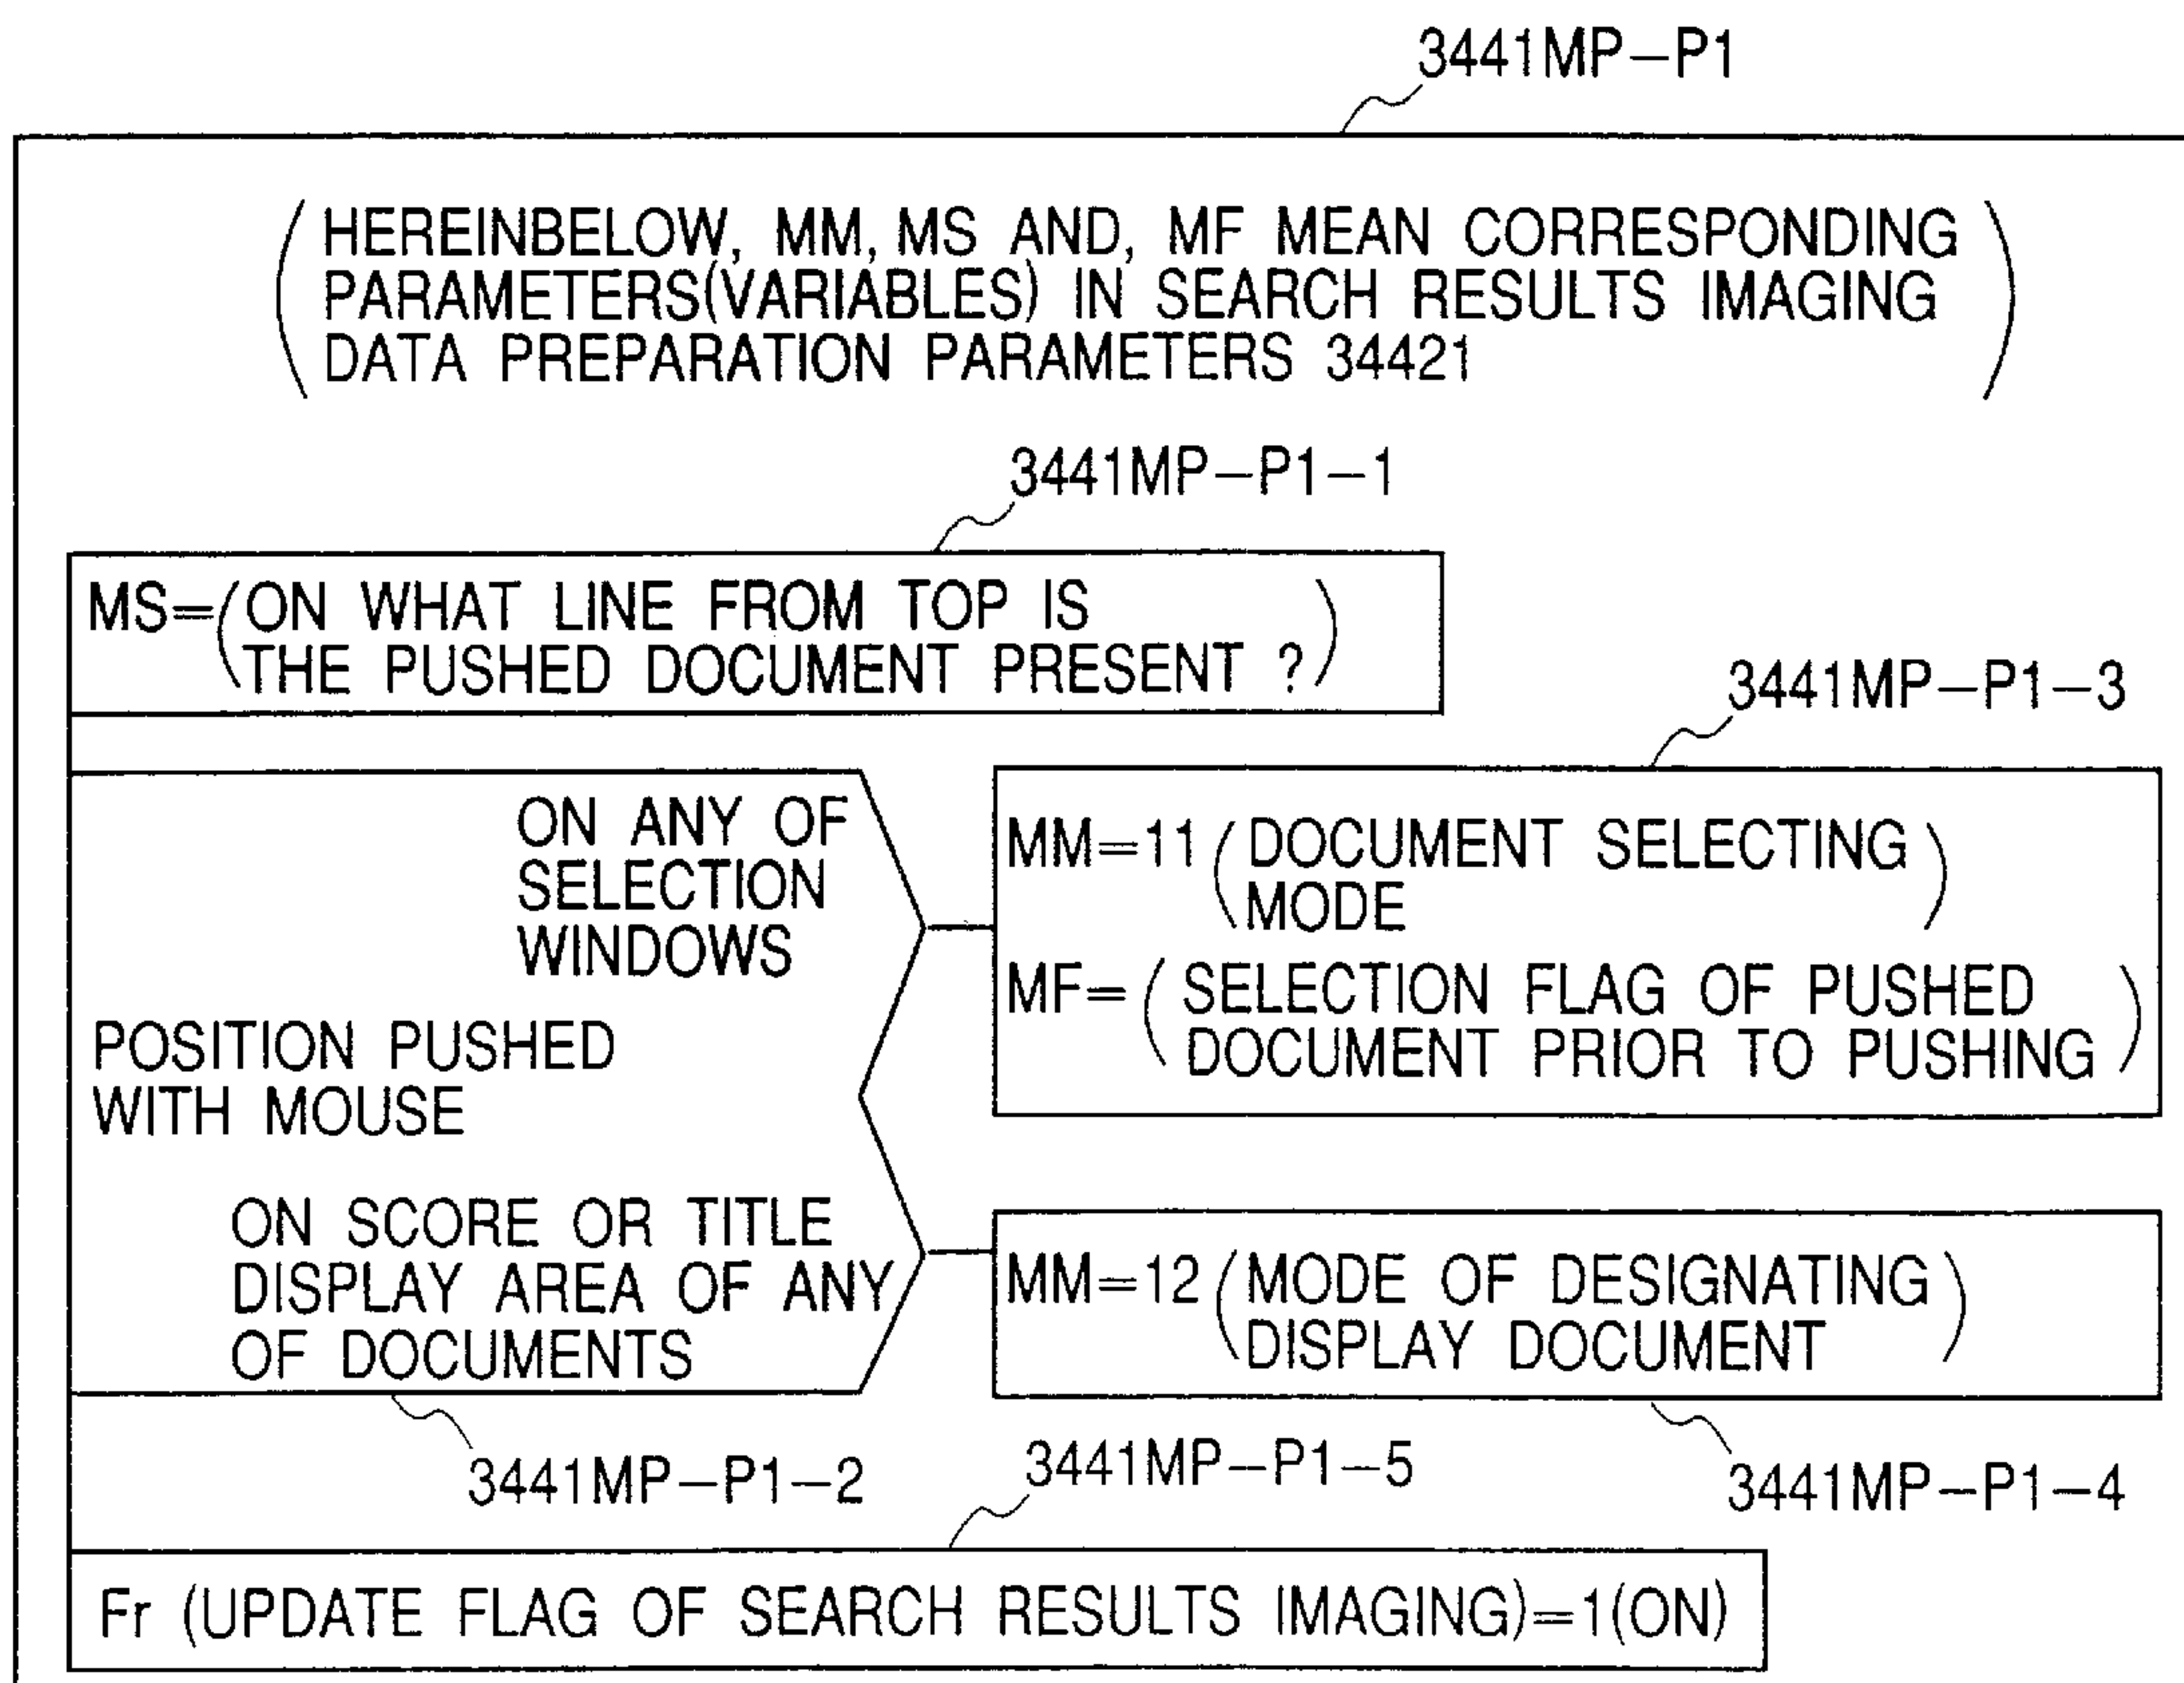 3441MP-P1
(HEREINBELOW, MM, MS AND, MF MEAN CORRESPONDING
PARAMETERS(VARIABLES) IN SEARCH RESULTS IMAGING
DATA PREPARATION PARAMETERS 34421)
3441MP-P1-1
MS=(ON WHAT LINE FROM TOP IS
THE PUSHED DOCUMENT PRESENT ?)
3441MP-P1-3
ON ANY OF
SELECTION
WINDOWS
MM=11(DOCUMENT SELECTING
MODE)
MF=(SELECTION FLAG OF PUSHED
DOCUMENT PRIOR TO PUSHING)
POSITION PUSHED
WITH MOUSE
ON SCORE OR TITLE
DISPLAY AREA OF ANY
OF DOCUMENTS
MM=12(MODE OF DESIGNATING
DISPLAY DOCUMENT)
3441MP-P1-2
3441MP-P1-5
3441MP-P1-4
Fr (UPDATE FLAG OF SEARCH RESULTS IMAGING)=1(ON)